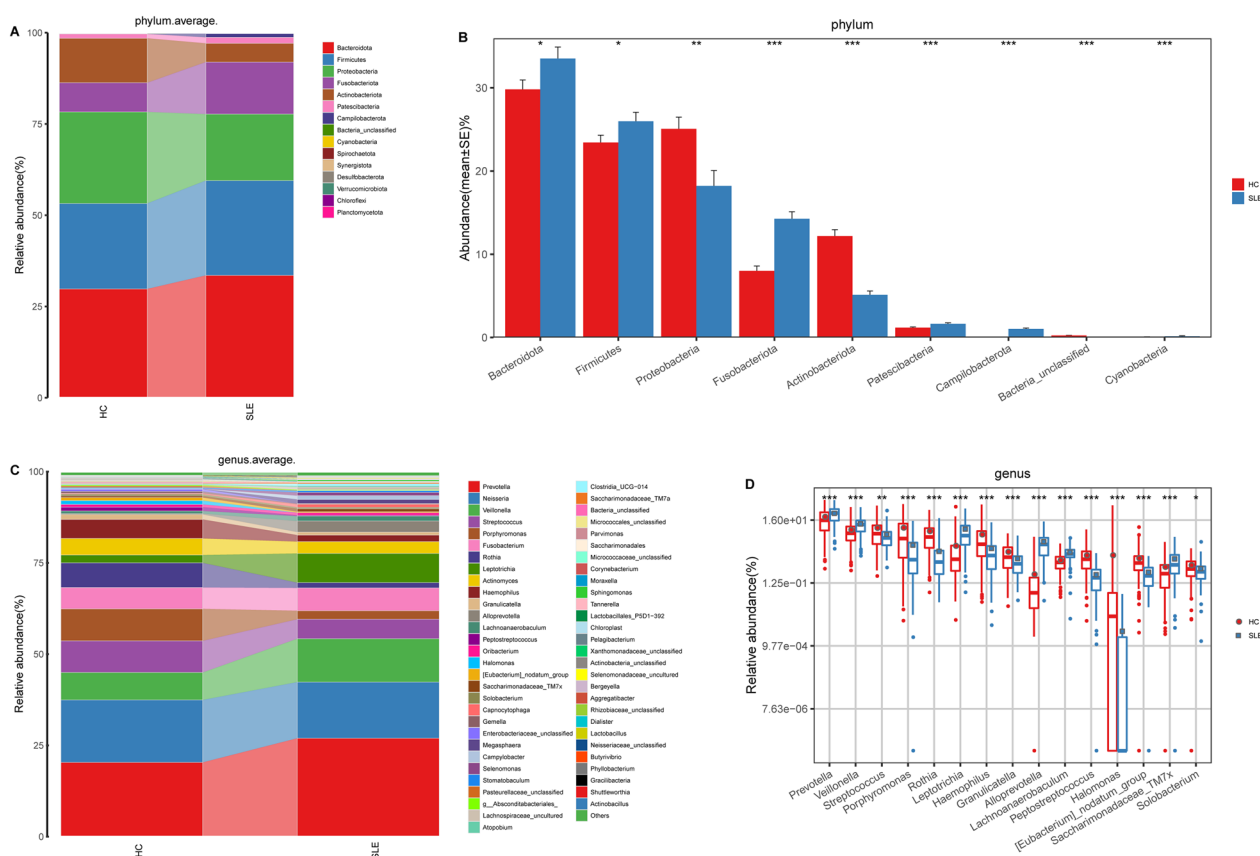 A
phylum.average.
100
75
50
25
0
Relative abundance(%)
HC
SLE
Bacteroidota
Firmicutes
Proteobacteria
Fusobacteriota
Actinobacteriota
Patescibacteria
Campilobacterota
Bacteria_unclassified
Cyanobacteria
Spirochaetota
Synergistota
Desulfobacterota
Verrucomicrobiota
Chloroflexi
Planctomycetota
B
phylum
* * ** *** *** *** *** *** ***
30
20
10
0
Abundance(mean±SE)%
Bacteroidota
Firmicutes
Proteobacteria
Fusobacteriota
Actinobacteriota
Patescibacteria
Campilobacterota
Bacteria_unclassified
Cyanobacteria
HC
SLE
C
genus.average.
100
75
50
25
0
Relative abundance(%)
HC
SLE
Prevotella
Neisseria
Veillonella
Streptococcus
Porphyromonas
Fusobacterium
Rothia
Leptotrichia
Actinomyces
Haemophilus
Granulicatella
Alloprevotella
Lachnoanaerobaculum
Peptostreptococcus
Oribacterium
Halomonas
[Eubacterium]_nodatum_group
Saccharimonadaceae_TM7x
Solobacterium
Capnocytophaga
Gemella
Enterobacteriaceae_unclassified
Megasphaera
Campylobacter
Selenomonas
Stomatobaculum
Pasteurellaceae_unclassified
g__Absconditabacteriales_
Lachnospiraceae_uncultured
Atopobium
Clostridia_UCG-014
Saccharimonadaceae_TM7a
Bacteria_unclassified
Micrococcales_unclassified
Parvimonas
Saccharimonadales
Micrococcaceae_unclassified
Corynebacterium
Moraxella
Sphingomonas
Tannerella
Lactobacillales_P5D1-392
Chloroplast
Pelagibacterium
Xanthomonadaceae_unclassified
Actinobacteria_unclassified
Selenomonadaceae_uncultured
Bergeyella
Aggregatibacter
Rhizobiaceae_unclassified
Dialister
Lactobacillus
Neisseriaceae_unclassified
Butyrivibrio
Phyllobacterium
Gracilibacteria
Shuttleworthia
Actinobacillus
Others
D
genus
*** *** ** *** *** *** *** *** *** *** *** *** *** *** *
1.60e+01
1.25e-01
9.77e-04
7.63e-06
Relative abundance(%)
Prevotella
Veillonella
Streptococcus
Porphyromonas
Rothia
Leptotrichia
Haemophilus
Granulicatella
Alloprevotella
Lachnoanaerobaculum
Peptostreptococcus
Halomonas
[Eubacterium]_nodatum_group
Saccharimonadaceae_TM7x
Solobacterium
HC
SLE